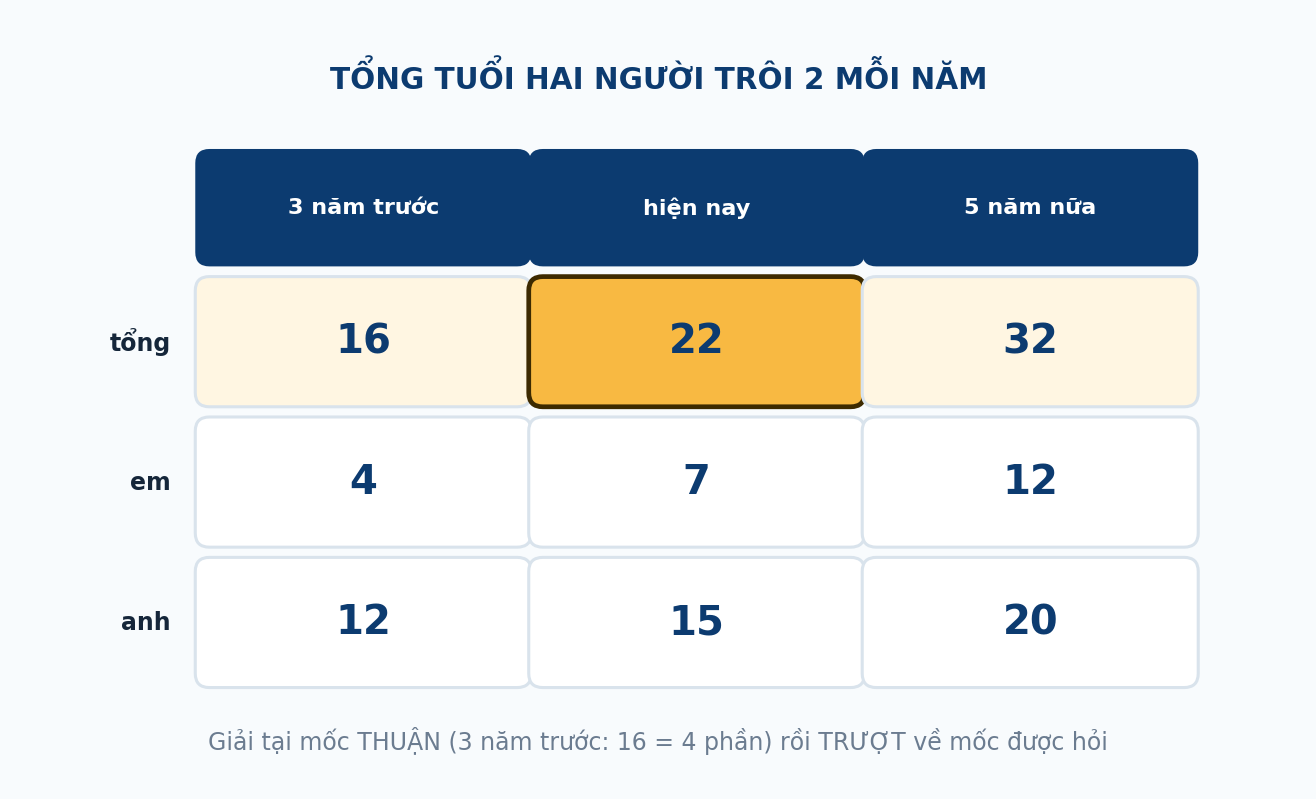 TỔNG TUỔI HAI NGƯỜI TRÔI 2 MỖI NĂM
3 năm trước hiện nay 5 năm nữa
tổng 16 22 32
em 4 7 12
anh 12 15 20
Giải tại mốc THUẬN (3 năm trước: 16 = 4 phần) rồi TRƯỢT về mốc được hỏi